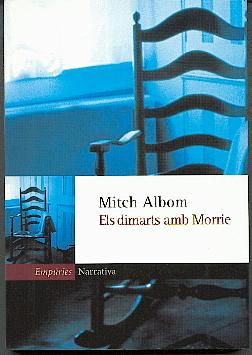 Mitch Albom
Els dimarts amb Morrie
Empúries Narrativa